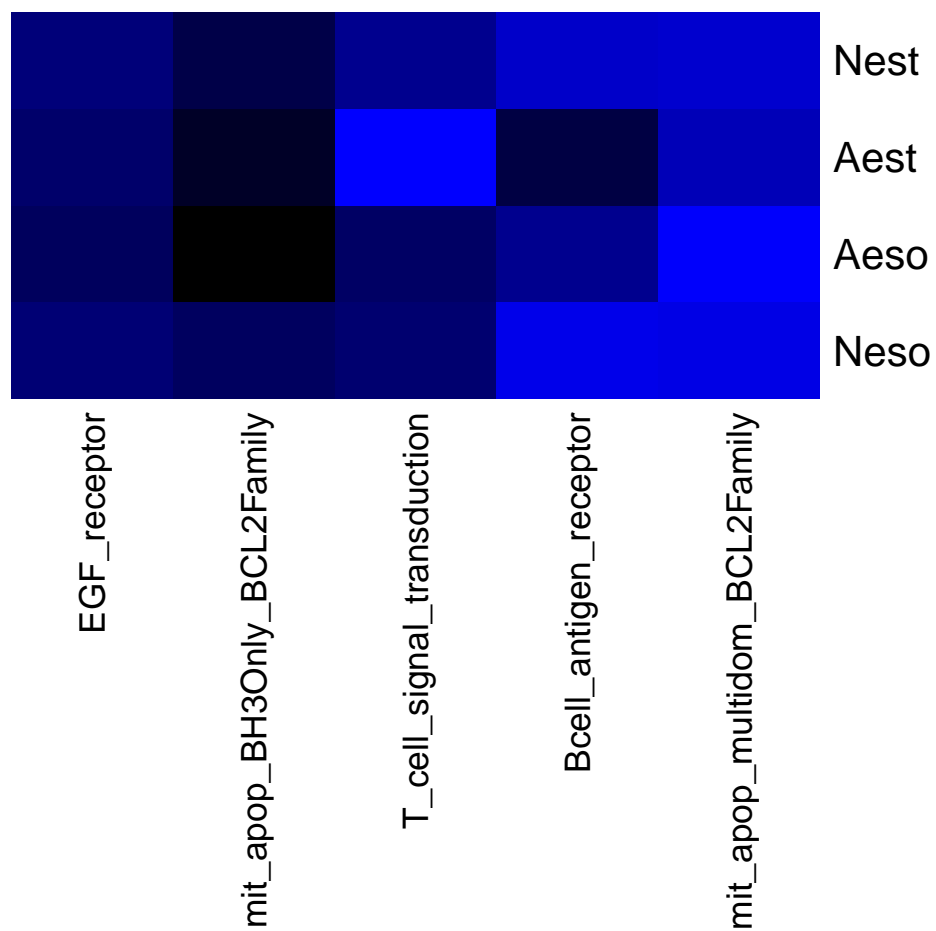 Nest
Aest
Aeso
Neso
EGF_receptor
mit_apop_BH3Only_BCL2Family
T_cell_signal_transduction
Bcell_antigen_receptor
mit_apop_multidom_BCL2Family